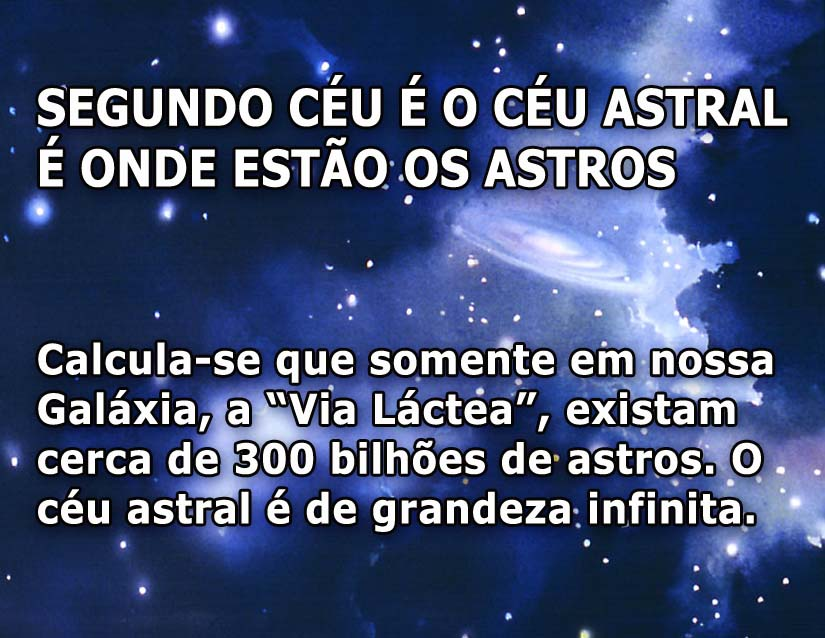 SEGUNDO CÉU É O CÉU ASTRAL
É ONDE ESTÃO OS ASTROS
Calcula-se que somente em nossa
Galáxia, a “Via Láctea”, existam
cerca de 300 bilhões de astros. O
céu astral é de grandeza infinita.